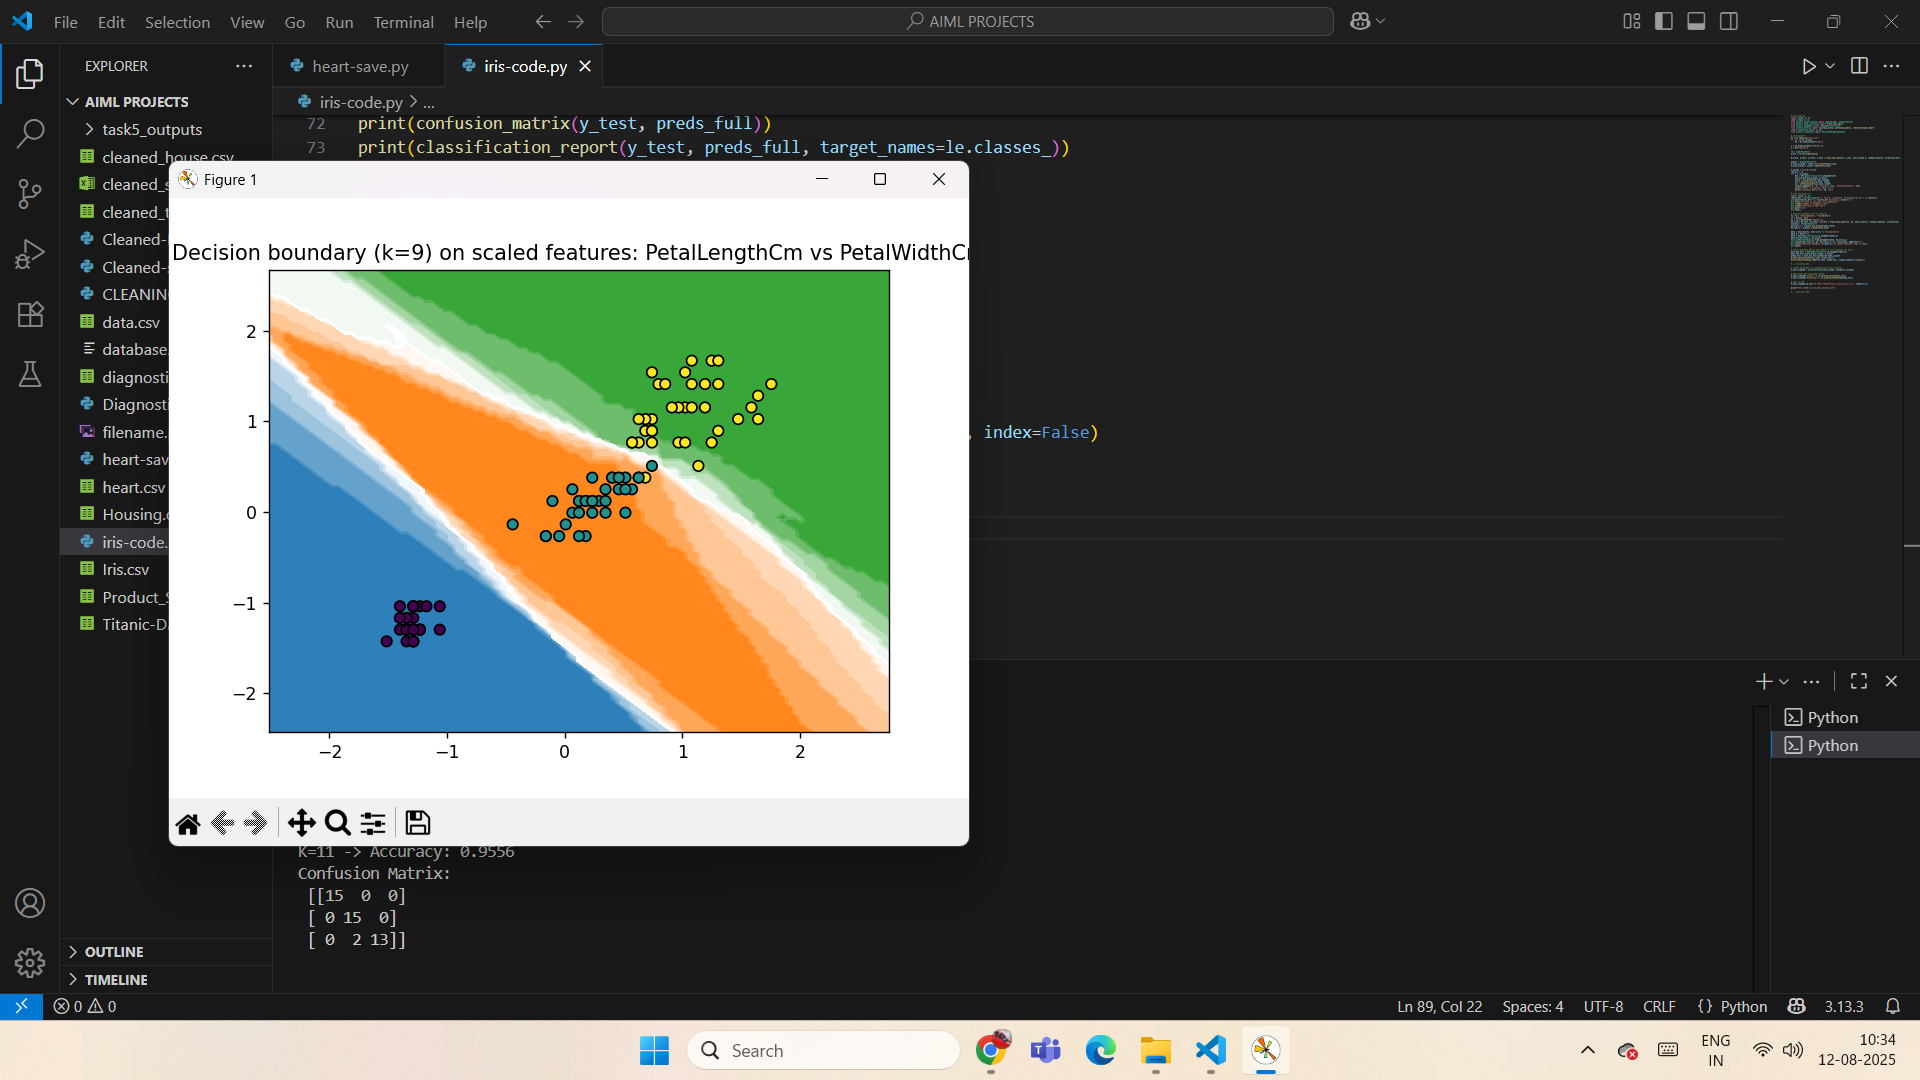 File Edit Selection View Go Run Terminal Help
AIML PROJECTS
EXPLORER
AIML PROJECTS
task5_outputs
cleaned_house.csv
cleaned_s
cleaned_t
Cleaned-
Cleaned-s
CLEANIN
data.csv
database.
diagnosti
Diagnosti
filename.
heart-sav
heart.csv
Housing.c
iris-code.
Iris.csv
Product_S
Titanic-Da
OUTLINE
TIMELINE
heart-save.py
iris-code.py
iris-code.py > ...
72 print(confusion_matrix(y_test, preds_full))
73 print(classification_report(y_test, preds_full, target_names=le.classes_))
, index=False)
Figure 1
Decision boundary (k=9) on scaled features: PetalLengthCm vs PetalWidthCm
2
1
0
−1
−2
−2 −1 0 1 2
Python
Python
K=11 -> Accuracy: 0.9556
Confusion Matrix:
[[15 0 0]
[ 0 15 0]
[ 0 2 13]]
0 0
Ln 89, Col 22 Spaces: 4 UTF-8 CRLF {} Python 3.13.3
Search
ENG
IN
10:34
12-08-2025